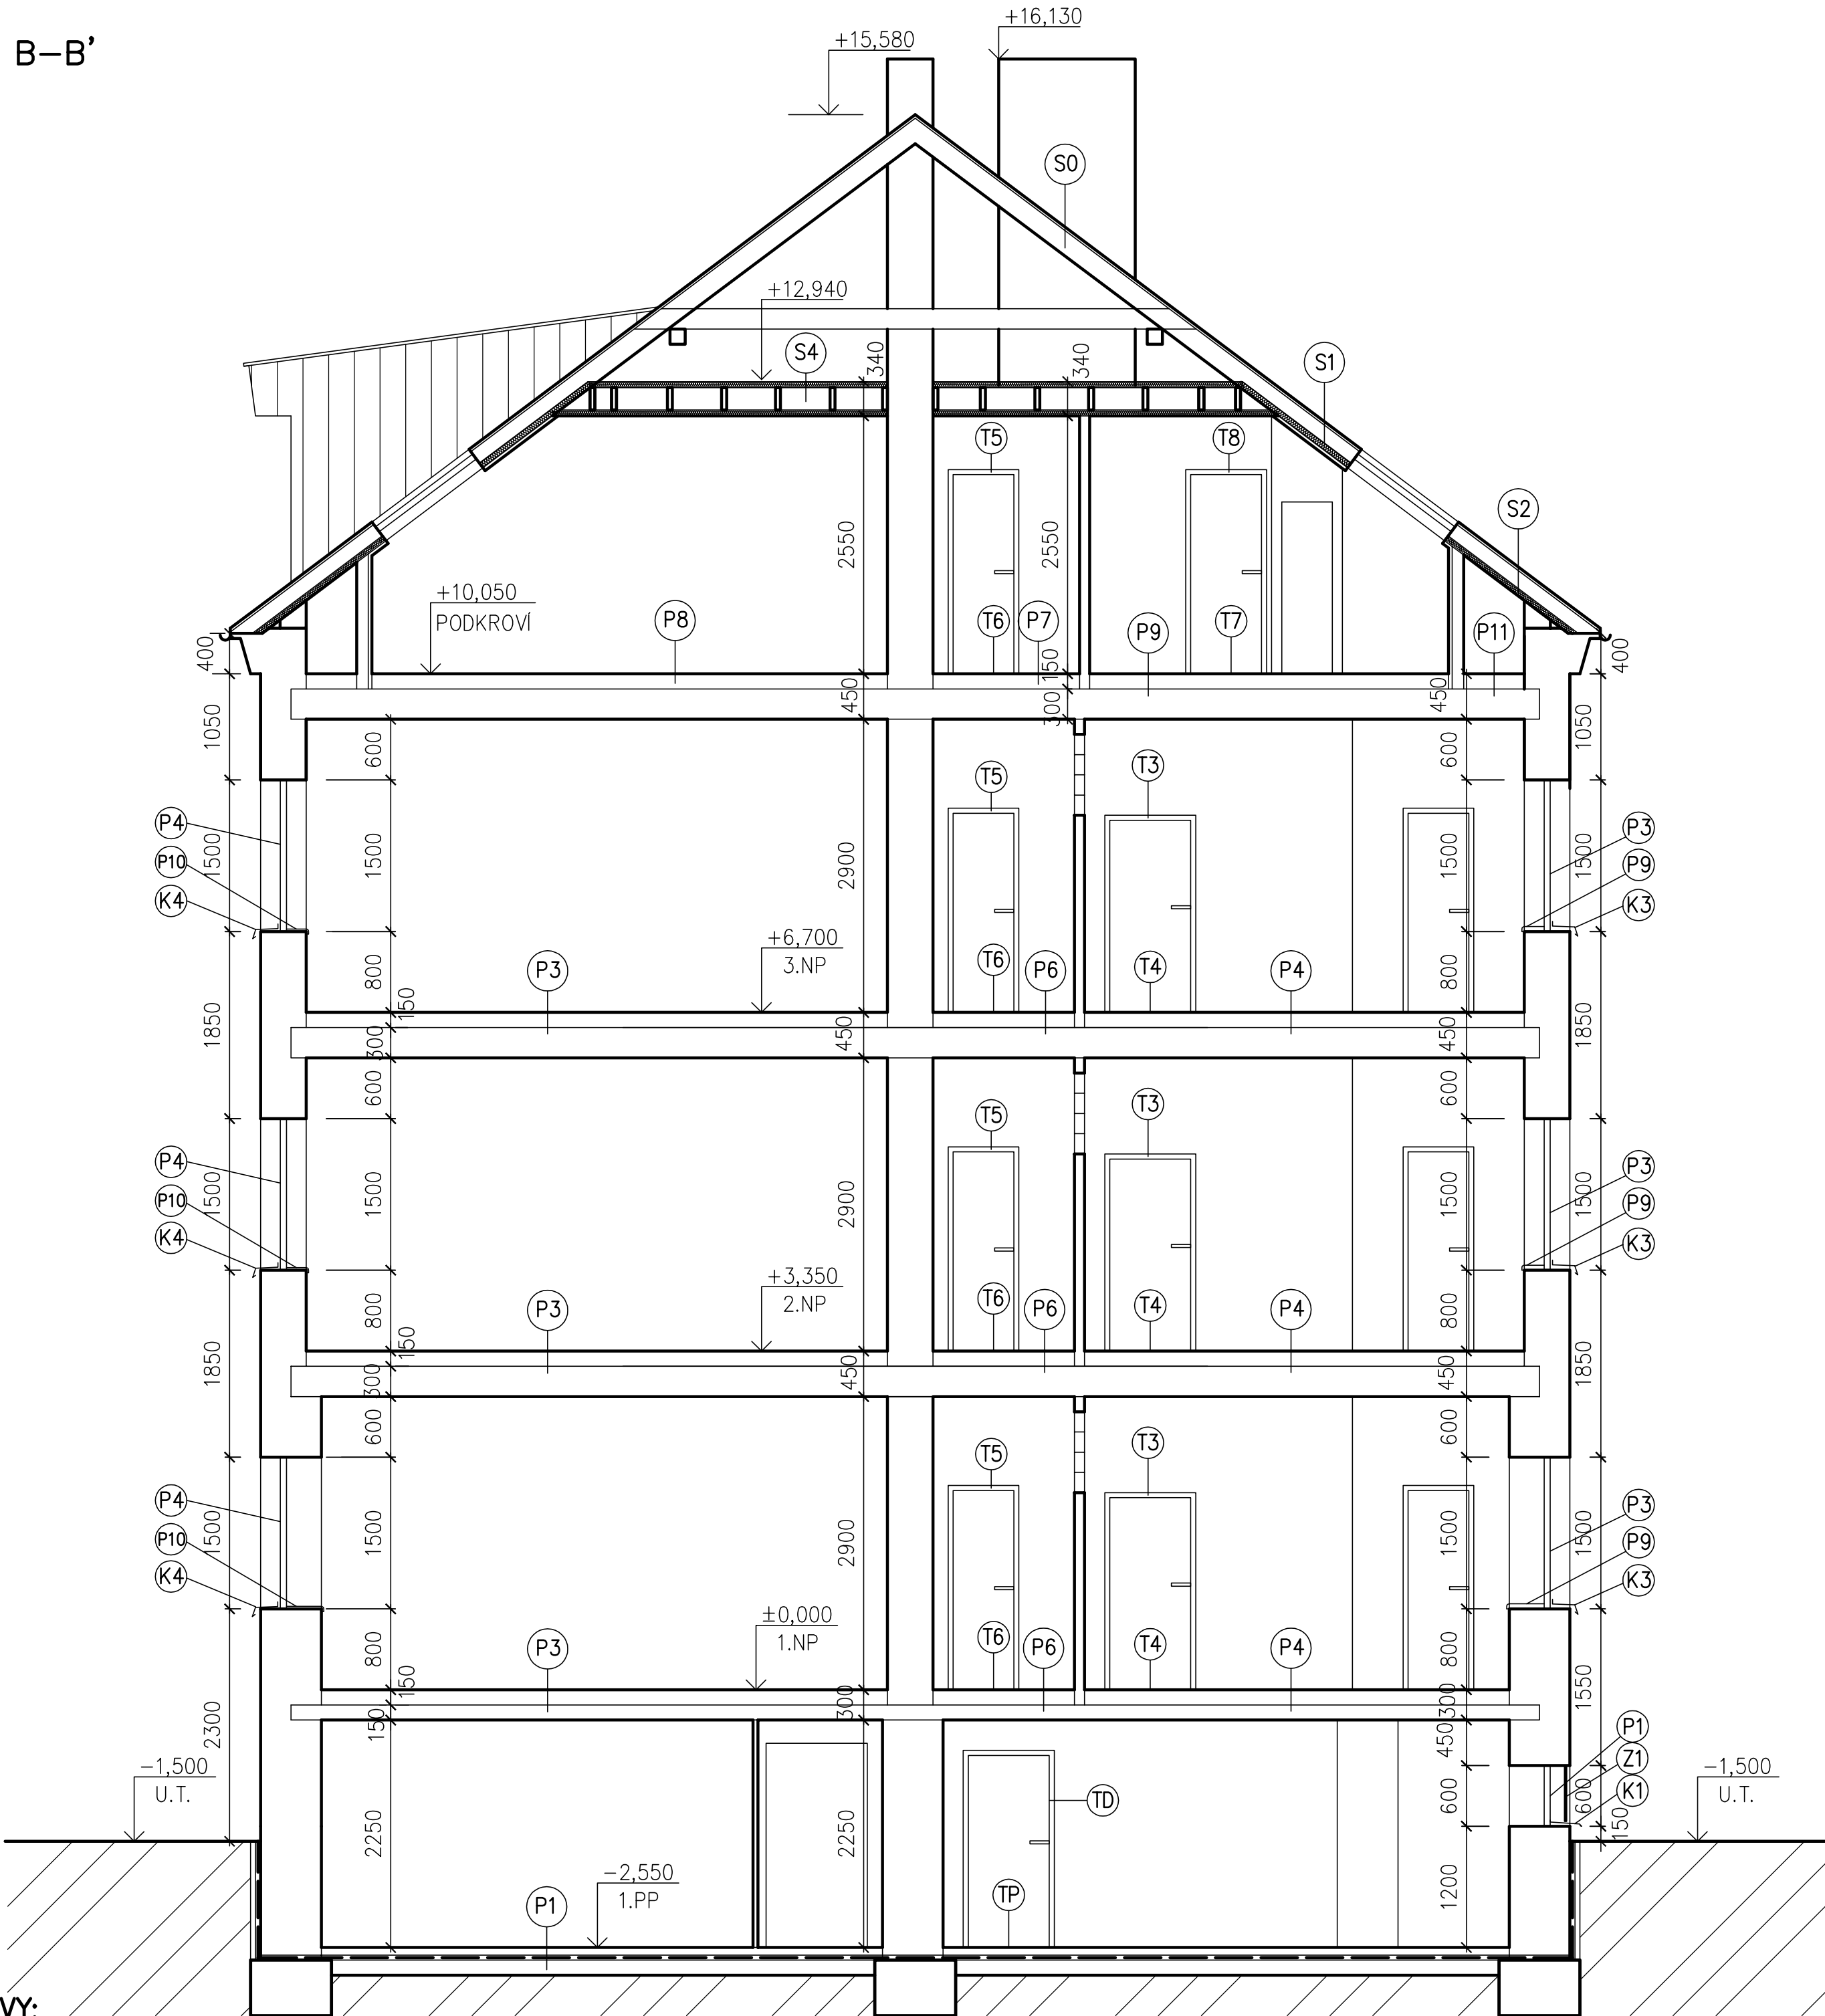 B–B'
+16,130
+15,580
S0
+12,940
S4
340
340
S1
T5
T8
S2
2550
2550
+10,050
PODKROVÍ
P8
T6
P7
P9
T7
P11
400
400
150
450
300
450
1050
600
600
1050
T5
T3
P4
P10
K4
1500
1500
2900
1500
1500
P3
P9
K3
+6,700
3.NP
P3
T6
P6
T4
P4
800
150
800
1850
300
450
450
1850
600
600
T5
T3
P4
P10
K4
1500
1500
2900
1500
1500
P3
P9
K3
+3,350
2.NP
P3
T6
P6
T4
P4
800
150
800
1850
300
450
450
1850
600
600
T5
T3
P4
P10
K4
1500
1500
2900
1500
1500
P3
P9
K3
±0,000
1.NP
P3
T6
P6
T4
P4
800
150
800
1550
2300
150
300
300
450
P1
Z1
K1
–1,500
U.T.
TD
600
600
150
–1,500
U.T.
2250
2250
1200
–2,550
1.PP
P1
TP
VY: